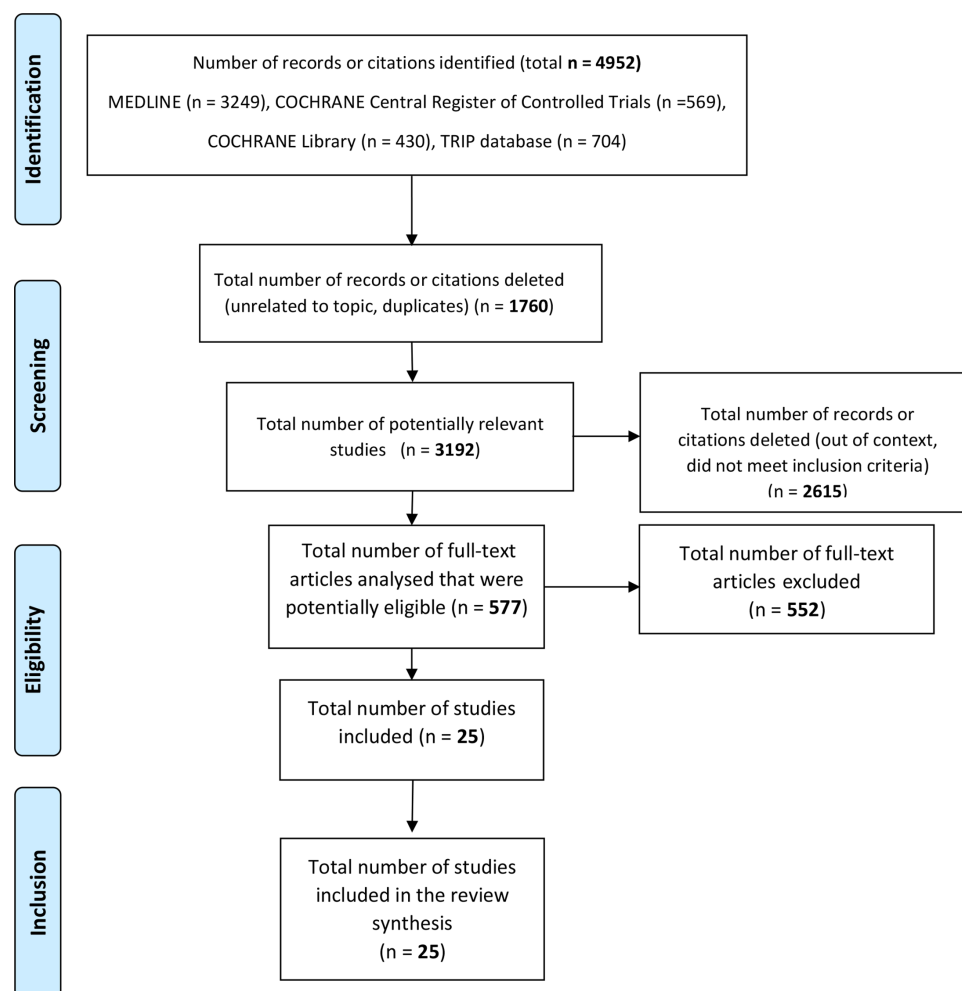 Identification
Number of records or citations identified (total n = 4952)
MEDLINE (n = 3249), COCHRANE Central Register of Controlled Trials (n =569),
COCHRANE Library (n = 430), TRIP database (n = 704)
Screening
Total number of records or citations deleted
(unrelated to topic, duplicates) (n = 1760)
Total number of potentially relevant
studies (n = 3192)
Total number of records or
citations deleted (out of context,
did not meet inclusion criteria)
(n = 2615)
Eligibility
Total number of full-text
articles analysed that were
potentially eligible (n = 577)
Total number of full-text
articles excluded
(n = 552)
Total number of studies
included (n = 25)
Inclusion
Total number of studies
included in the review
synthesis
(n = 25)